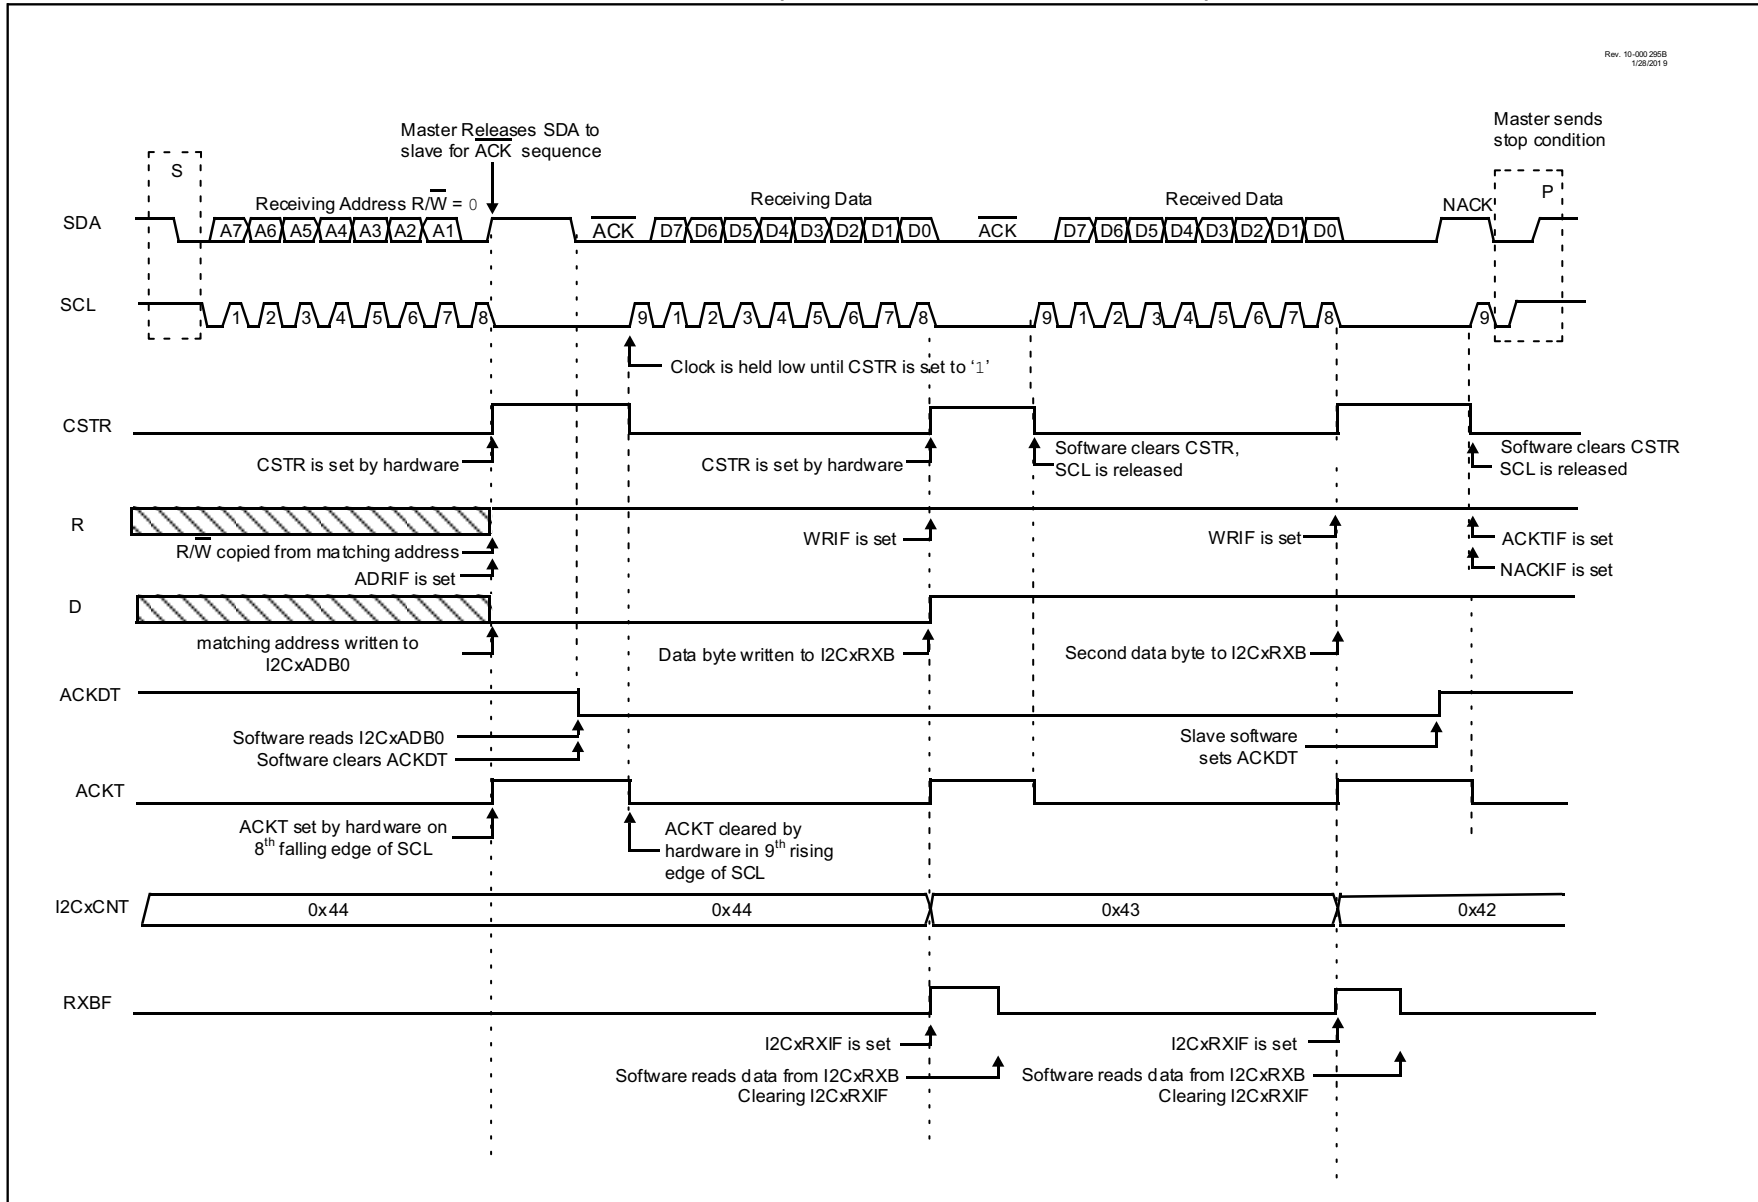 Rev. 10-000 295B
1/28/201 9
Master Releases SDA to
slave for ACK sequence
Master sends
stop condition
S
P
Receiving Address R/W = 0
Receiving Data
Received Data
NACK
SDA
A7 A6 A5 A4 A3 A2 A1 ACK D7 D6 D5 D4 D3 D2 D1 D0 ACK D7 D6 D5 D4 D3 D2 D1 D0
SCL
1 2 3 4 5 6 7 8 9 1 2 3 4 5 6 7 8 9 1 2 3 4 5 6 7 8 9
Clock is held low until CSTR is set to ‘1’
CSTR
CSTR is set by hardware
CSTR is set by hardware
Software clears CSTR,
SCL is released
Software clears CSTR
SCL is released
R
R/W copied from matching address
ADRIF is set
WRIF is set
WRIF is set
ACKTIF is set
NACKIF is set
D
matching address written to
I2CxADB0
Data byte written to I2CxRXB
Second data byte to I2CxRXB
ACKDT
Software reads I2CxADB0
Software clears ACKDT
Slave software
sets ACKDT
ACKT
ACKT set by hardware on
8th falling edge of SCL
ACKT cleared by
hardware in 9th rising
edge of SCL
I2CxCNT
0x44 0x44 0x43 0x42
RXBF
I2CxRXIF is set
I2CxRXIF is set
Software reads data from I2CxRXB
Clearing I2CxRXIF
Software reads data from I2CxRXB
Clearing I2CxRXIF